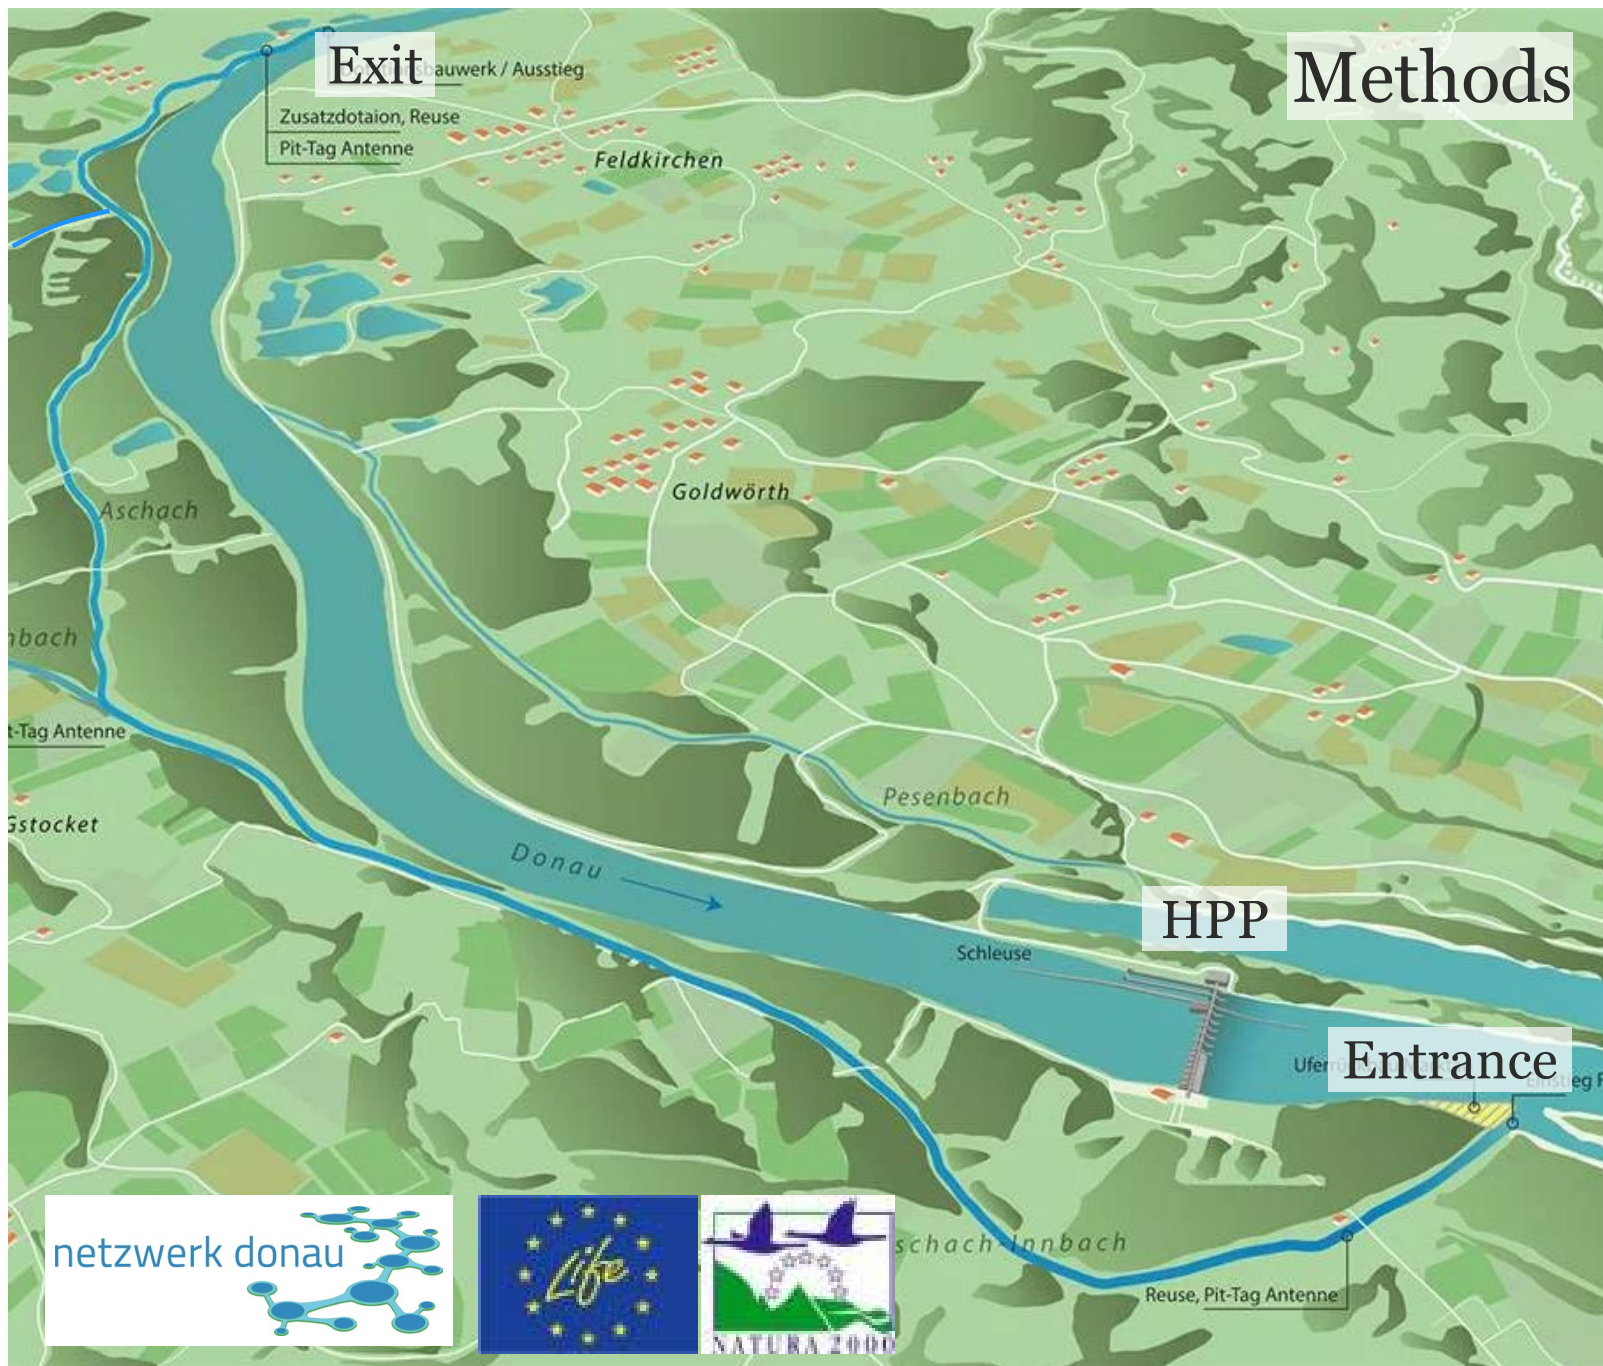 Methods
Exit
bauwerk / Ausstieg
Zusatzdotaion, Reuse
Pit-Tag Antenne
Feldkirchen
Goldwörth
Aschach
nbach
t-Tag Antenne
Gstocket
Pesenbach
Donau
HPP
Schleuse
Entrance
Ufer
Einstieg F
schach-Innbach
Reuse, Pit-Tag Antenne
netzwerk donau
Life
NATURA 2000